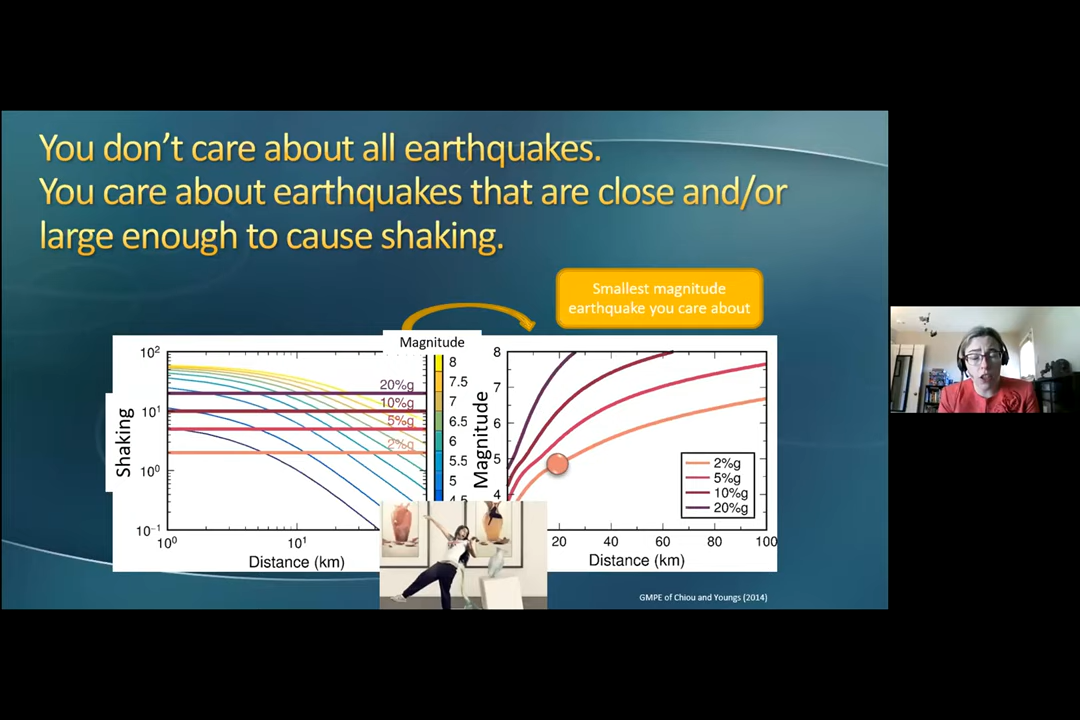 You don't care about all earthquakes.
You care about earthquakes that are close and/or
large enough to cause shaking.
Smallest magnitude
earthquake you care about
Magnitude
10²
10¹
10⁰
10⁻¹
Shaking
20%g
10%g
5%g
2%g
10⁰
10¹
Distance (km)
8
7.5
7
6.5
6
5.5
5
4.5
Magnitude
8
7
6
5
4
2%g
5%g
10%g
20%g
20
40
60
80
100
Distance (km)
GMPE of Chiou and Youngs (2014)